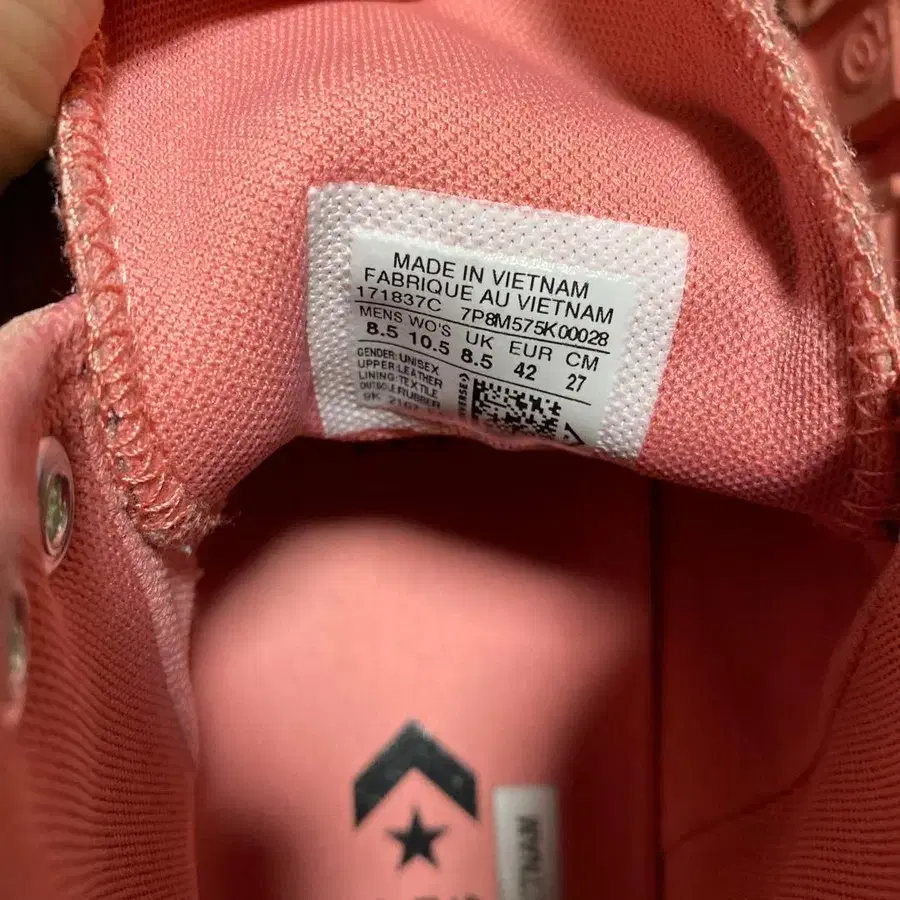 MADE IN VIETNAM
FABRIQUE AU VIETNAM
171837C 7P8M575K00028
MENS WO'S UK EUR CM
8.5 10.5 8.5 42 27
GENDER: UNISEX
UPPER: LEATHER
LINING: TEXTILE
OUTSOLE: RUBBER